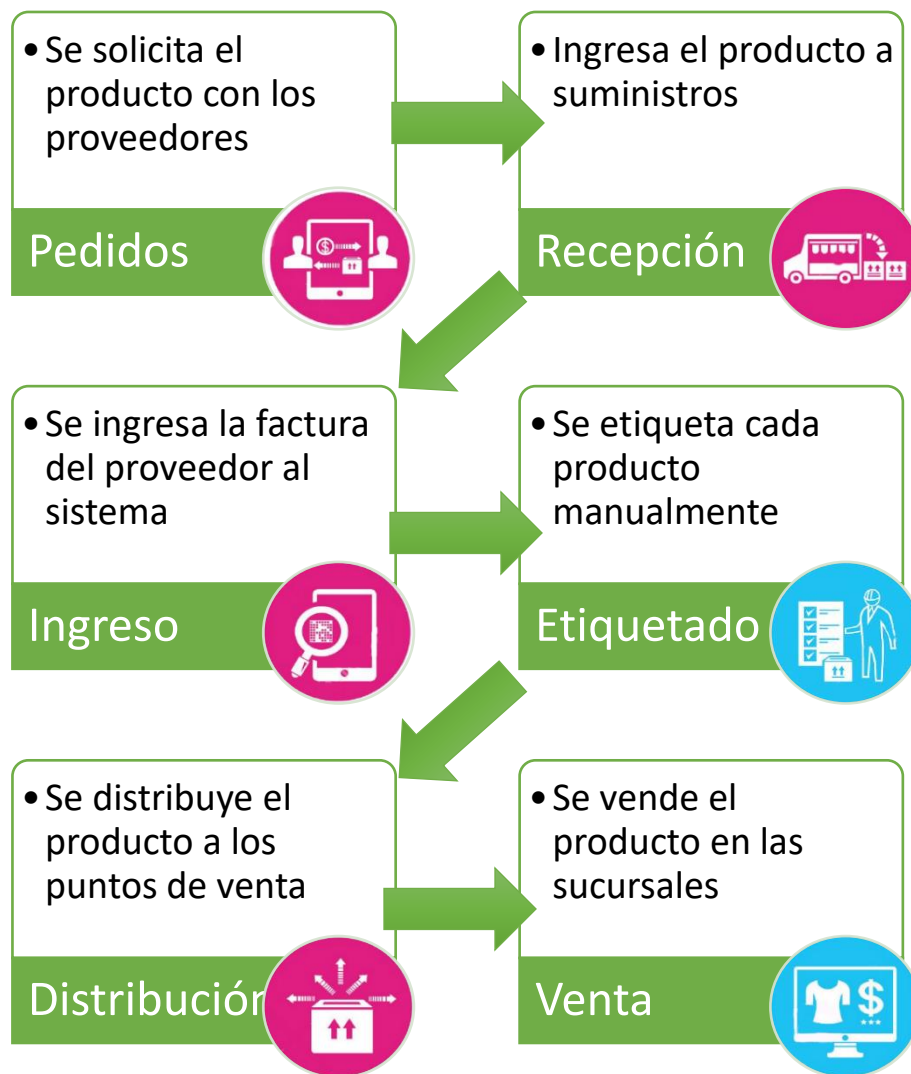 • Se solicita el
producto con los
proveedores
Pedidos
• Ingresa el producto a
suministros
Recepción
• Se ingresa la factura
del proveedor al
sistema
Ingreso
• Se etiqueta cada
producto
manualmente
Etiquetado
• Se distribuye el
producto a los
puntos de venta
Distribución
• Se vende el
producto en las
sucursales
Venta